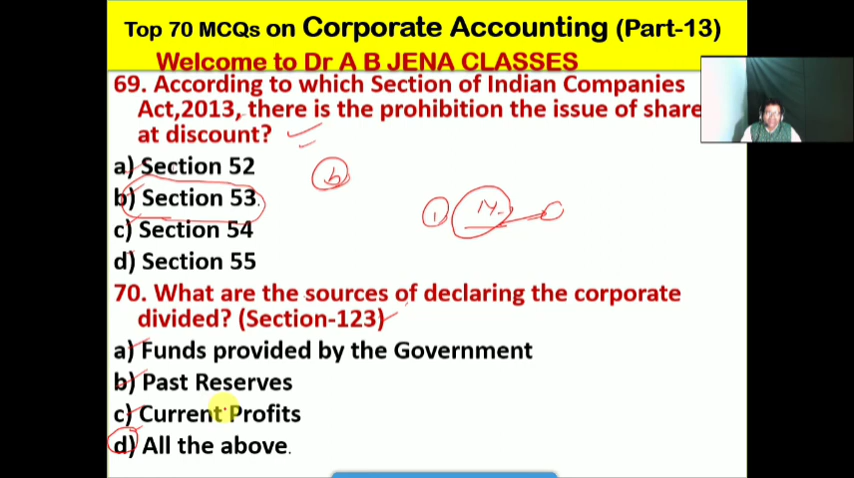 Top 70 MCQs on Corporate Accounting (Part-13)
Welcome to Dr A B JENA CLASSES
69. According to which Section of Indian Companies
Act,2013, there is the prohibition the issue of share
at discount?
a) Section 52
b) Section 53.
c) Section 54
d) Section 55
b
70. What are the sources of declaring the corporate
divided? (Section-123)
a) Funds provided by the Government
b) Past Reserves
c) Current Profits
d) All the above.